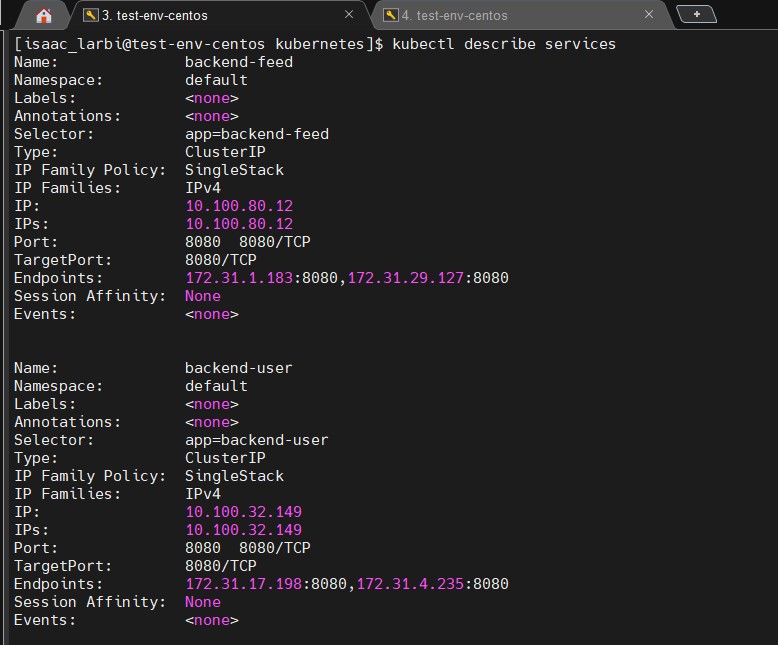 3. test-env-centos
4. test-env-centos
[isaac_larbi@test-env-centos kubernetes]$ kubectl describe services
Name: backend-feed
Namespace: default
Labels: <none>
Annotations: <none>
Selector: app=backend-feed
Type: ClusterIP
IP Family Policy: SingleStack
IP Families: IPv4
IP: 10.100.80.12
IPs: 10.100.80.12
Port: 8080 8080/TCP
TargetPort: 8080/TCP
Endpoints: 172.31.1.183:8080,172.31.29.127:8080
Session Affinity: None
Events: <none>
Name: backend-user
Namespace: default
Labels: <none>
Annotations: <none>
Selector: app=backend-user
Type: ClusterIP
IP Family Policy: SingleStack
IP Families: IPv4
IP: 10.100.32.149
IPs: 10.100.32.149
Port: 8080 8080/TCP
TargetPort: 8080/TCP
Endpoints: 172.31.17.198:8080,172.31.4.235:8080
Session Affinity: None
Events: <none>